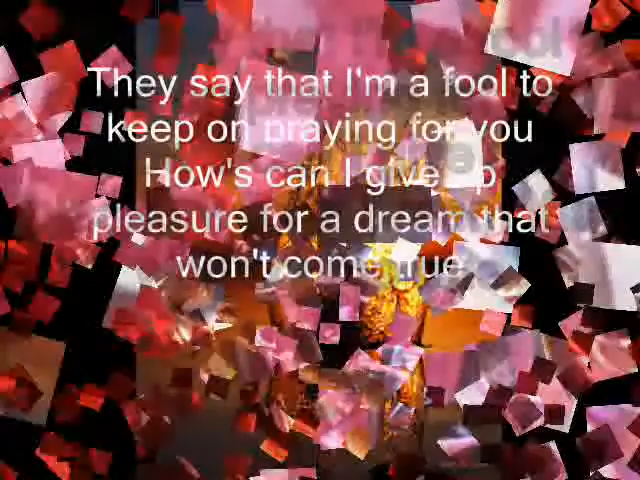 They say that I'm a fool to
keep on praying for you
How's can I give up
pleasure for a dream that
won't come true